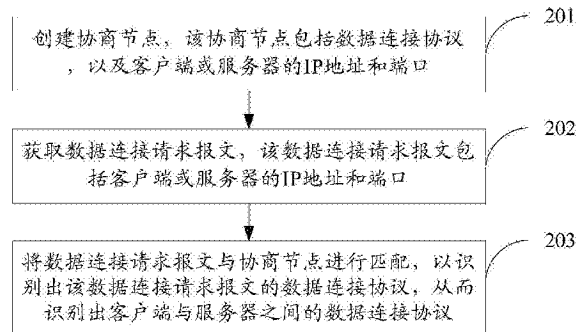 创建协商节点，该协商节点包括数据连接协议
，以及客户端或服务器的IP地址和端口
201
获取数据连接请求报文，该数据连接请求报文包
括客户端或服务器的IP地址和端口
202
将数据连接请求报文与协商节点进行匹配，以识
别出该数据连接请求报文的数据连接协议，从而
识别出客户端与服务器之间的数据连接协议
203